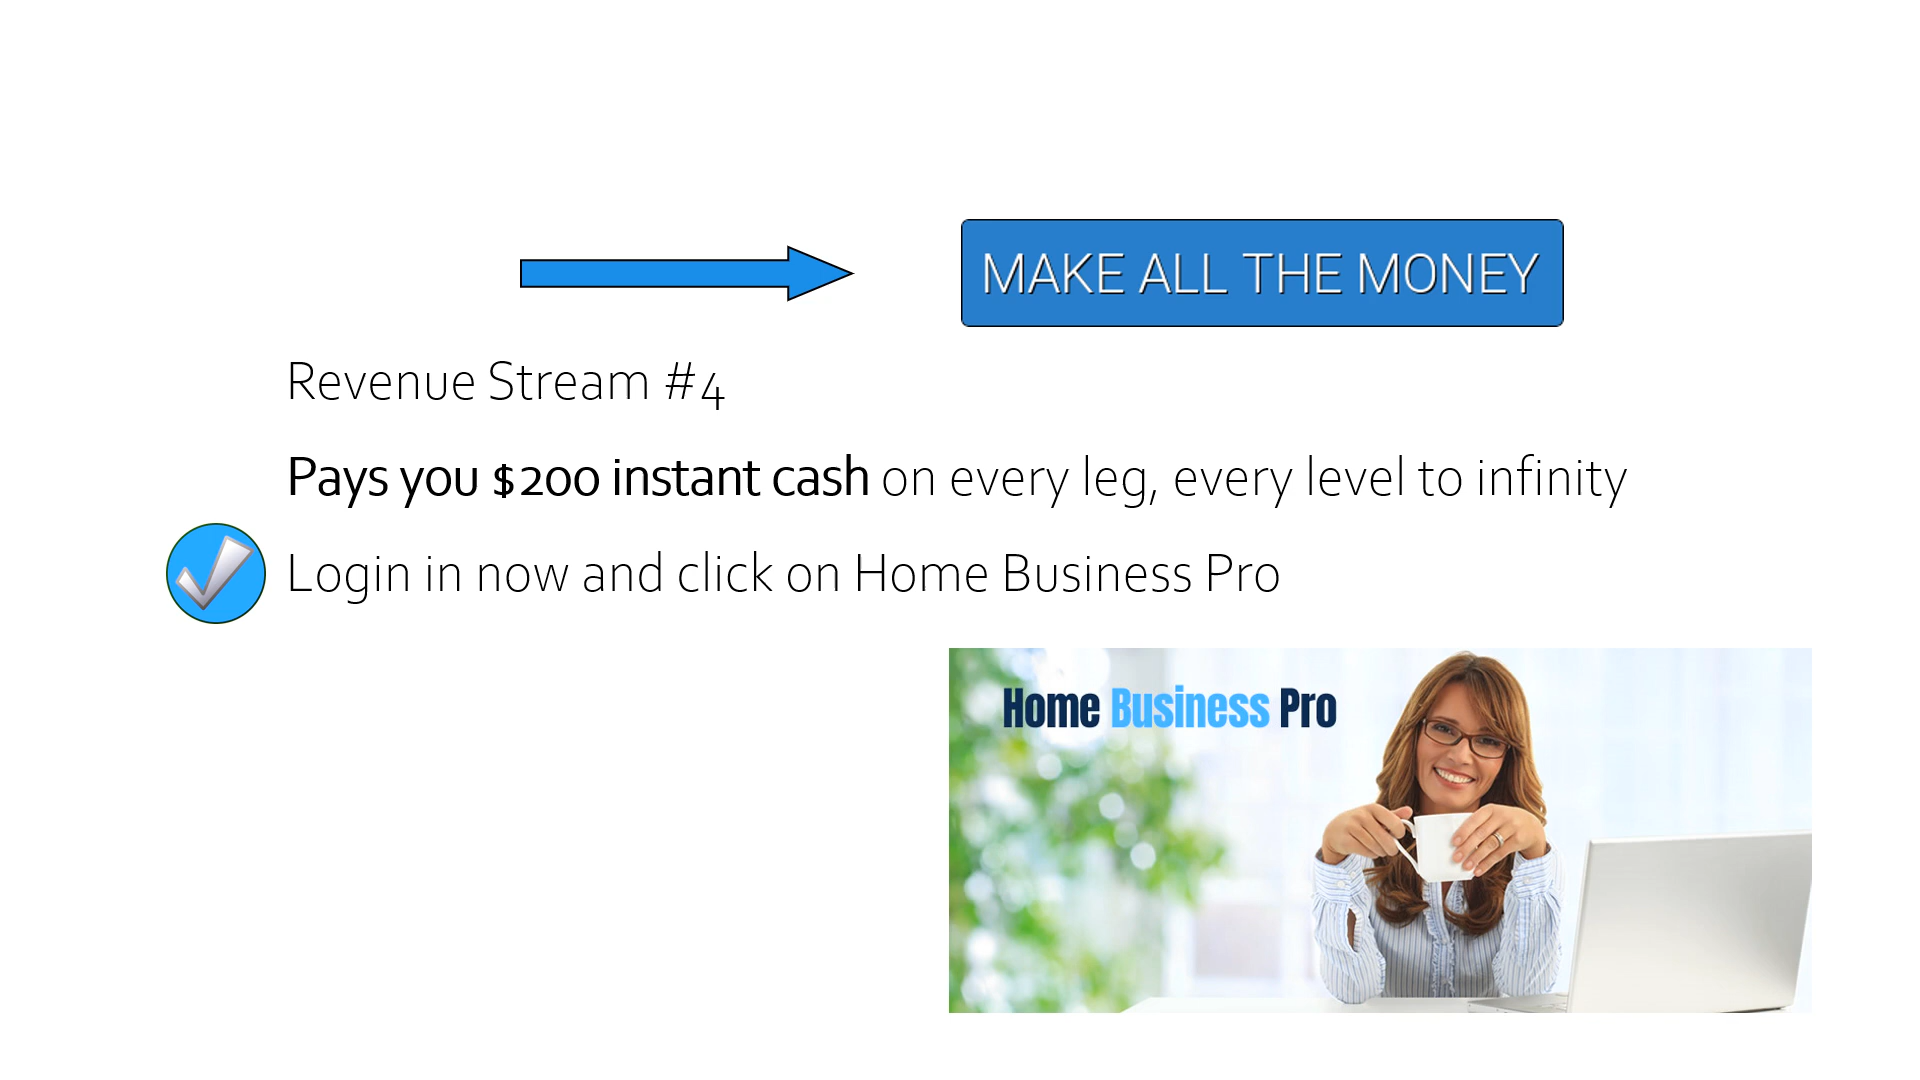 MAKE ALL THE MONEY
Revenue Stream #4
Pays you $200 instant cash on every leg, every level to infinity
Login in now and click on Home Business Pro
Home Business Pro